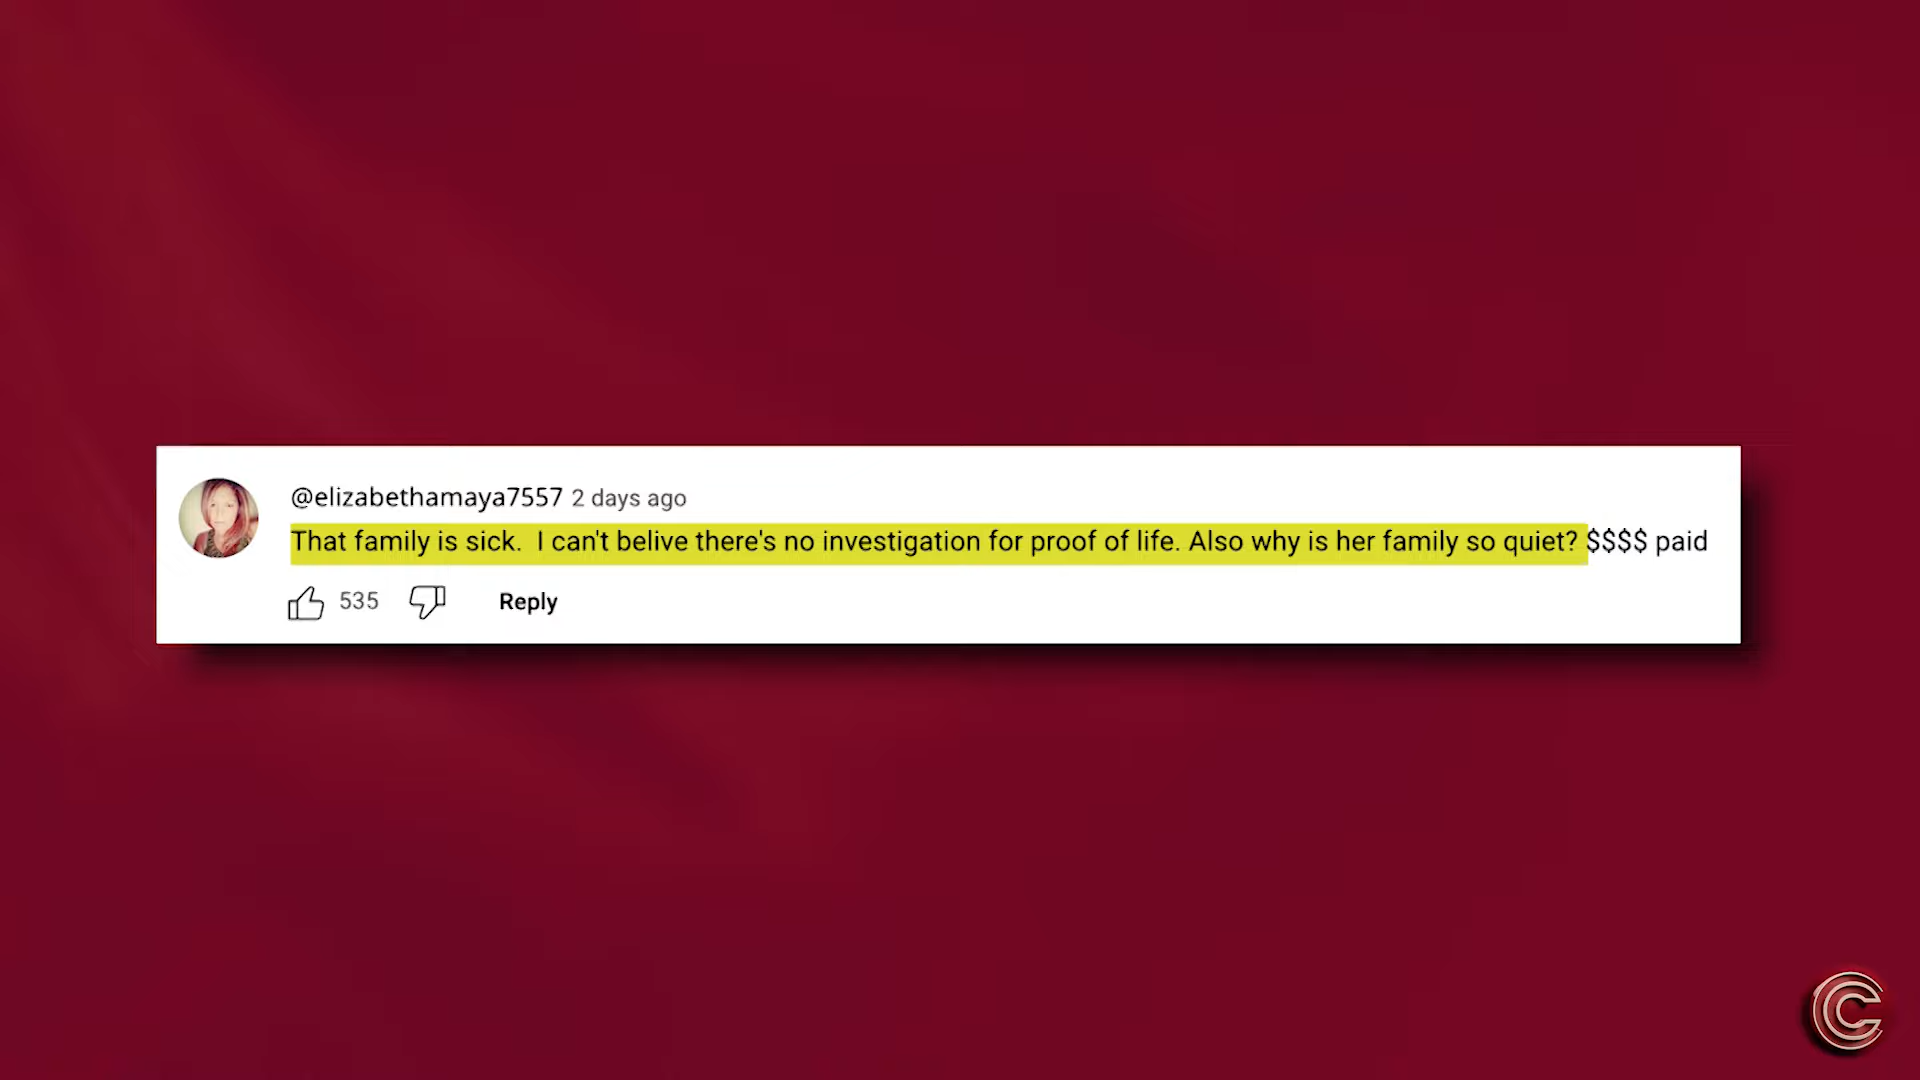 @elizabethamaya7557 2 days ago
That family is sick.  I can't belive there's no investigation for proof of life. Also why is her family so quiet? $$$$ paid
535 Reply